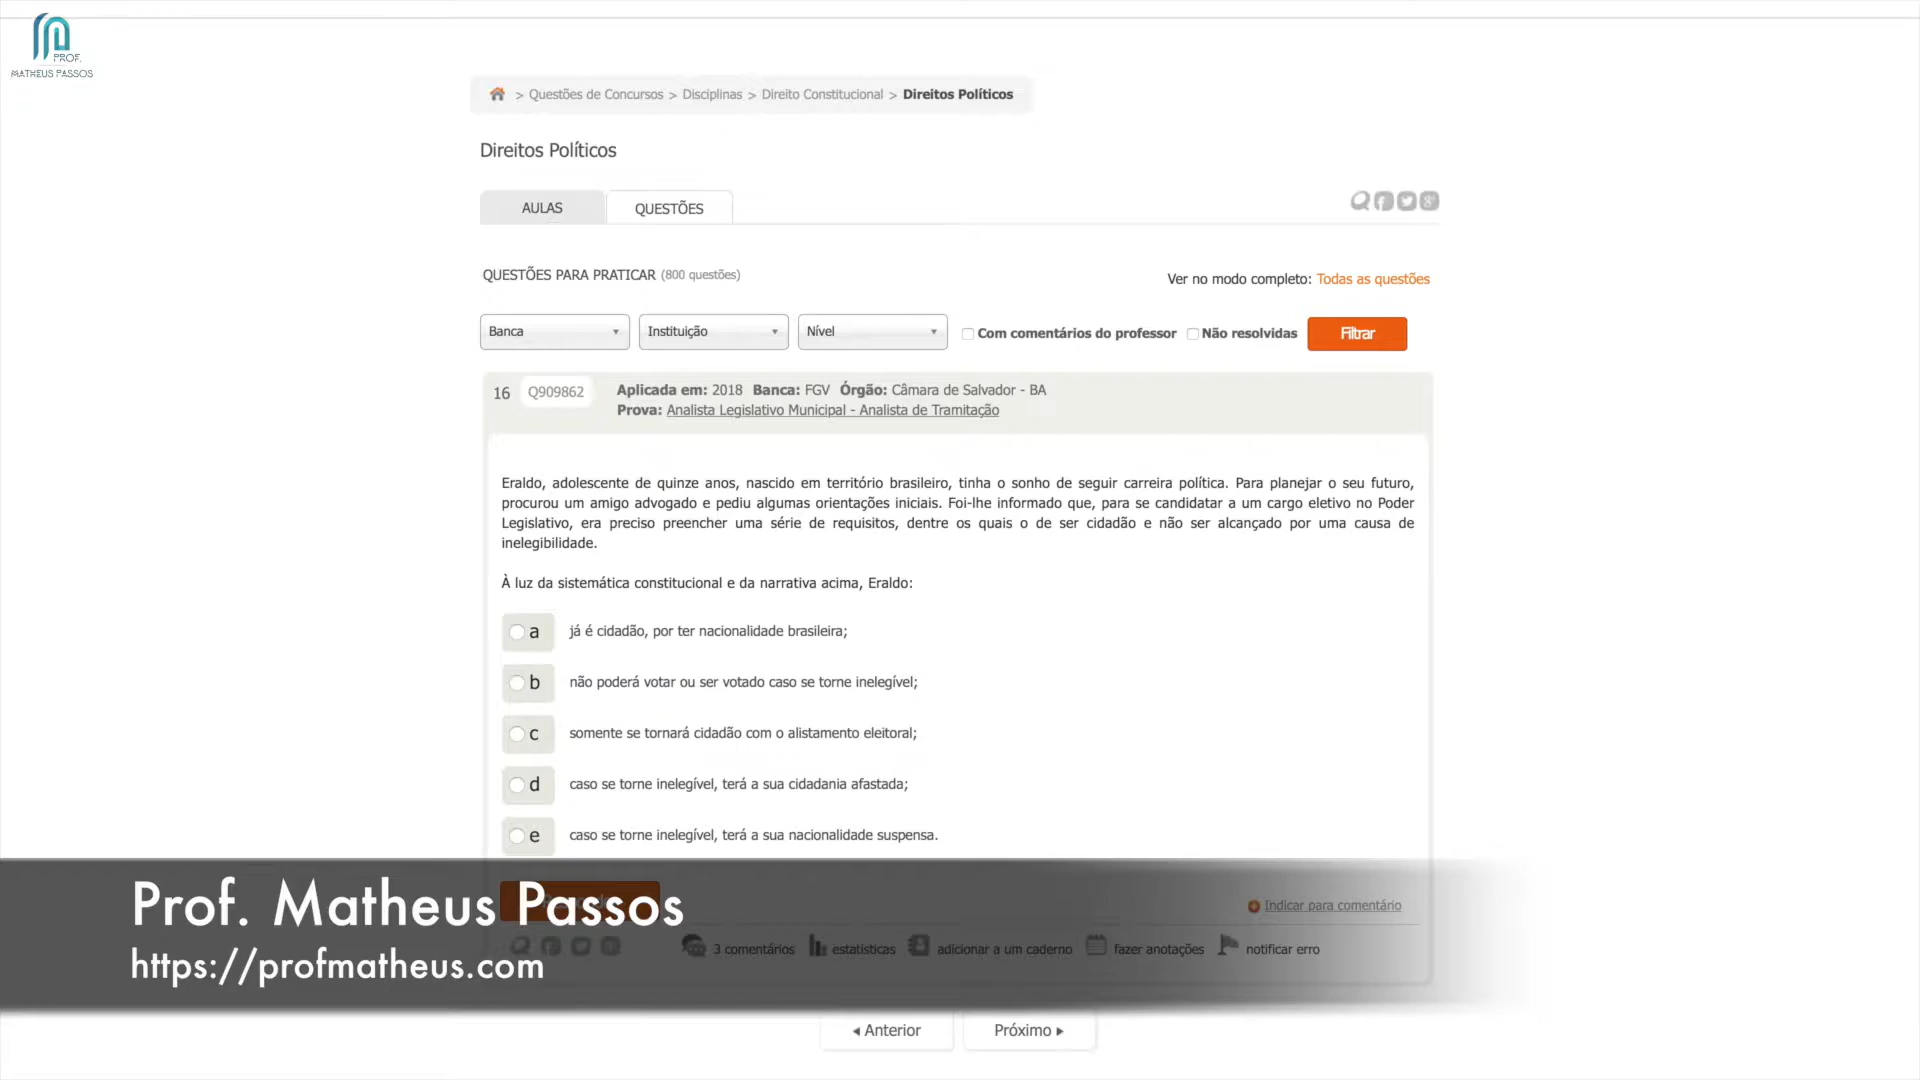 PROF.
MATHEUS PASSOS
> Questões de Concursos > Disciplinas > Direito Constitucional > Direitos Políticos
Direitos Políticos
AULAS
QUESTÕES
QUESTÕES PARA PRATICAR (800 questões)
Ver no modo completo: Todas as questões
Banca
Instituição
Nível
Com comentários do professor
Não resolvidas
Filtrar
16
Q909862
Aplicada em: 2018 Banca: FGV Órgão: Câmara de Salvador - BA
Prova: Analista Legislativo Municipal - Analista de Tramitação
Eraldo, adolescente de quinze anos, nascido em território brasileiro, tinha o sonho de seguir carreira política. Para planejar o seu futuro,
procurou um amigo advogado e pediu algumas orientações iniciais. Foi-lhe informado que, para se candidatar a um cargo eletivo no Poder
Legislativo, era preciso preencher uma série de requisitos, dentre os quais o de ser cidadão e não ser alcançado por uma causa de
inelegibilidade.
À luz da sistemática constitucional e da narrativa acima, Eraldo:
a já é cidadão, por ter nacionalidade brasileira;
b não poderá votar ou ser votado caso se torne inelegível;
c somente se tornará cidadão com o alistamento eleitoral;
d caso se torne inelegível, terá a sua cidadania afastada;
e caso se torne inelegível, terá a sua nacionalidade suspensa.
Prof. Matheus Passos
https://profmatheus.com
Indicar para comentário
3 comentários
estatísticas
adicionar a um caderno
fazer anotações
notificar erro
Anterior
Próximo